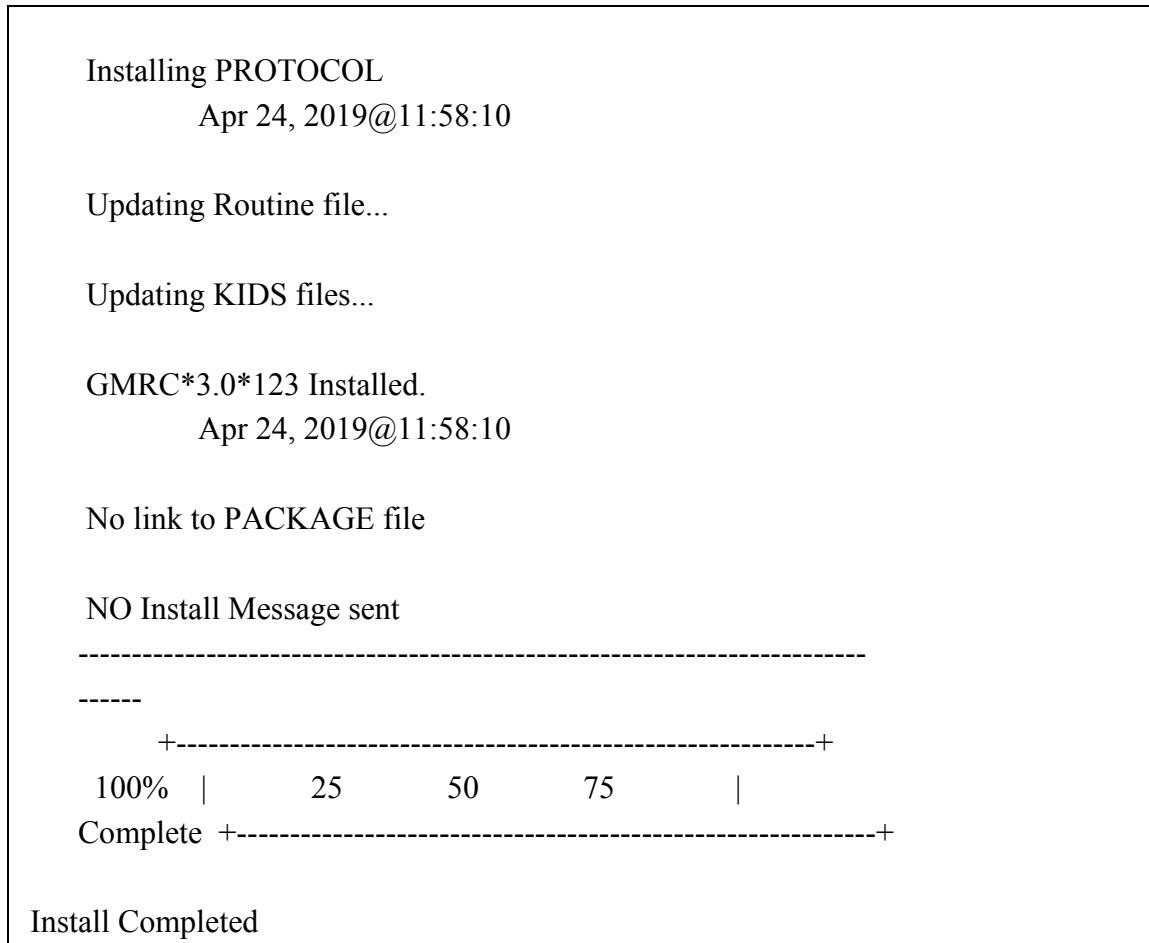 Installing PROTOCOL
Apr 24, 2019@11:58:10
Updating Routine file...
Updating KIDS files...
GMRC*3.0*123 Installed.
Apr 24, 2019@11:58:10
No link to PACKAGE file
NO Install Message sent
--------------------------------------------------------------------------
------
+------------------------------------------------------------+
100% | 25 50 75 |
Complete +------------------------------------------------------------+
Install Completed